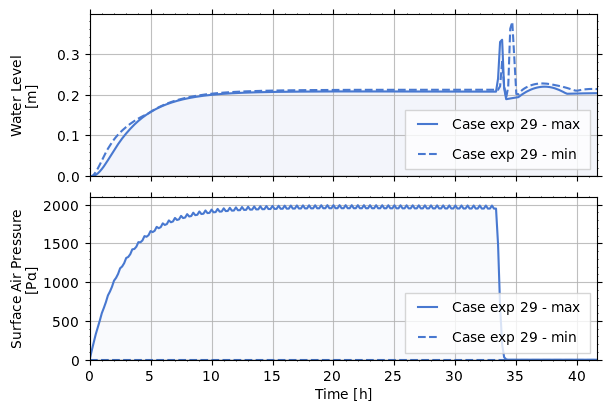 Water Level
[m]
0.3
0.2
0.1
0.0
Case exp 29 - max
Case exp 29 - min
Surface Air Pressure
[Pa]
2000
1500
1000
500
0
Case exp 29 - max
Case exp 29 - min
0 5 10 15 20 25 30 35 40
Time [h]